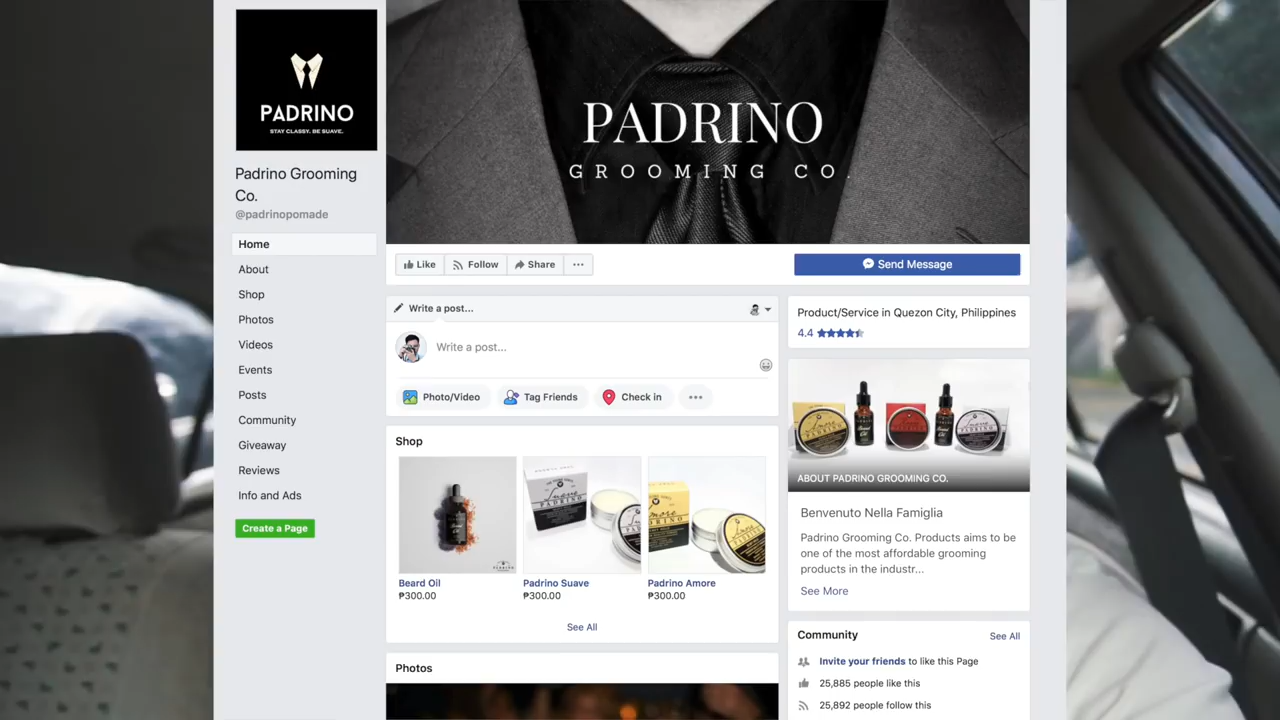 PADRINO
STAY CLASSY. BE SUAVE.
Padrino Grooming
Co.
@padrinopomade
Home
About
Shop
Photos
Videos
Events
Posts
Community
Giveaway
Reviews
Info and Ads
Create a Page
PADRINO
GROOMING CO.
Like
Follow
Share
Send Message
Write a post...
Write a post...
Photo/Video
Tag Friends
Check in
Shop
Beard Oil
₱300.00
Padrino Suave
₱300.00
Padrino Amore
₱300.00
See All
Photos
Product/Service in Quezon City, Philippines
4.4
ABOUT PADRINO GROOMING CO.
Benvenuto Nella Famiglia
Padrino Grooming Co. Products aims to
be one of the most affordable grooming
products in the industr...
See More
Community
See All
Invite your friends to like this Page
25,885 people like this
25,892 people follow this